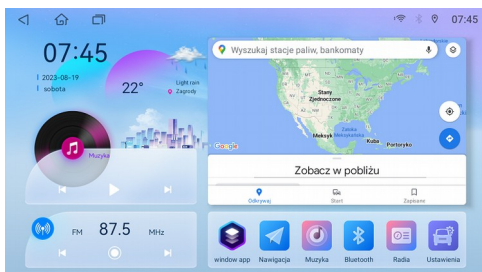 07:45
07:45
2023-08-19
sobota
22°
Light rain
Zagrody
Muzyka
FM 87.5 MHz
Wyszukaj stacje paliw, bankomaty
Stany
Zjednoczone
Meksyk
Zatoka
Meksykańska
Kuba
Portoryko
Google
Zobacz w pobliżu
Odkrywaj
Start
Zapisane
window app
Nawigacja
Muzyka
Bluetooth
Radia
Ustawienia